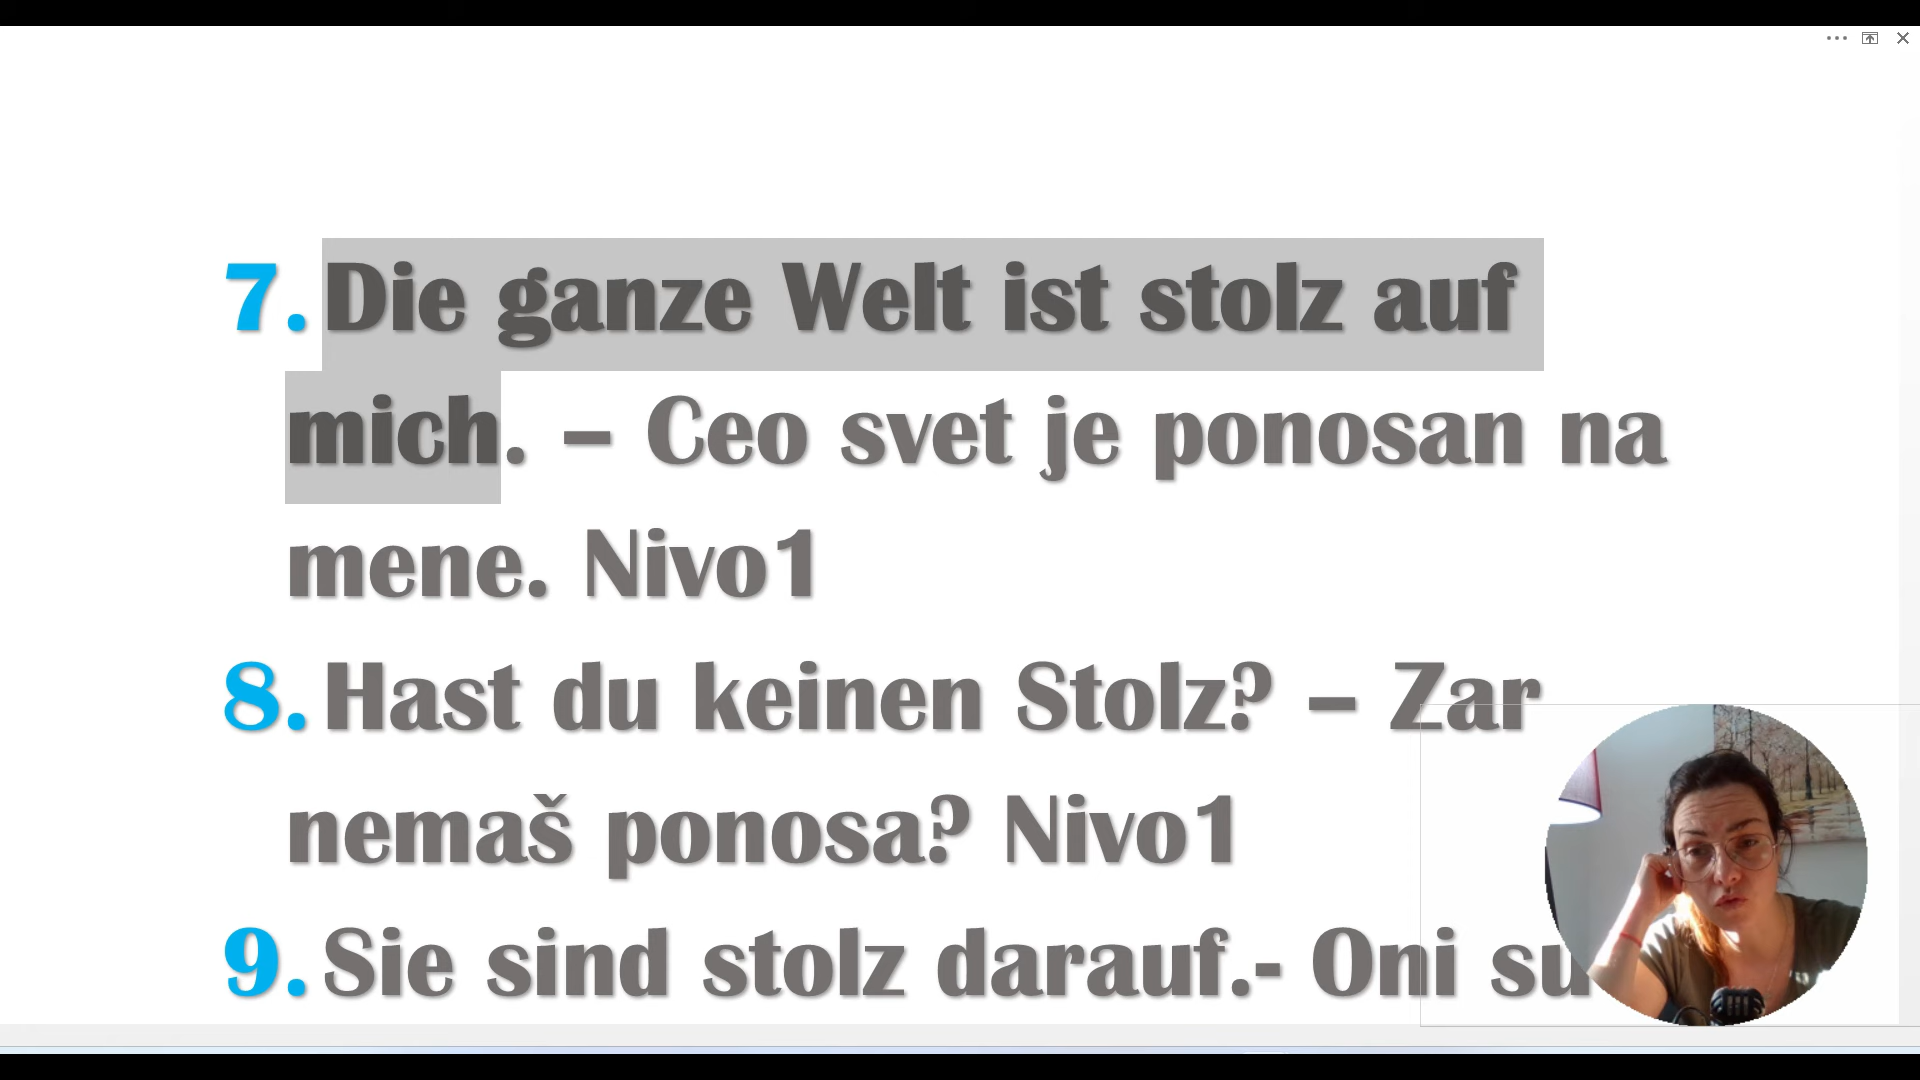 7. Die ganze Welt ist stolz auf
mich. – Ceo svet je ponosan na
mene. Nivo1
8. Hast du keinen Stolz? – Zar
nemaš ponosa? Nivo1
9. Sie sind stolz darauf.- Oni su